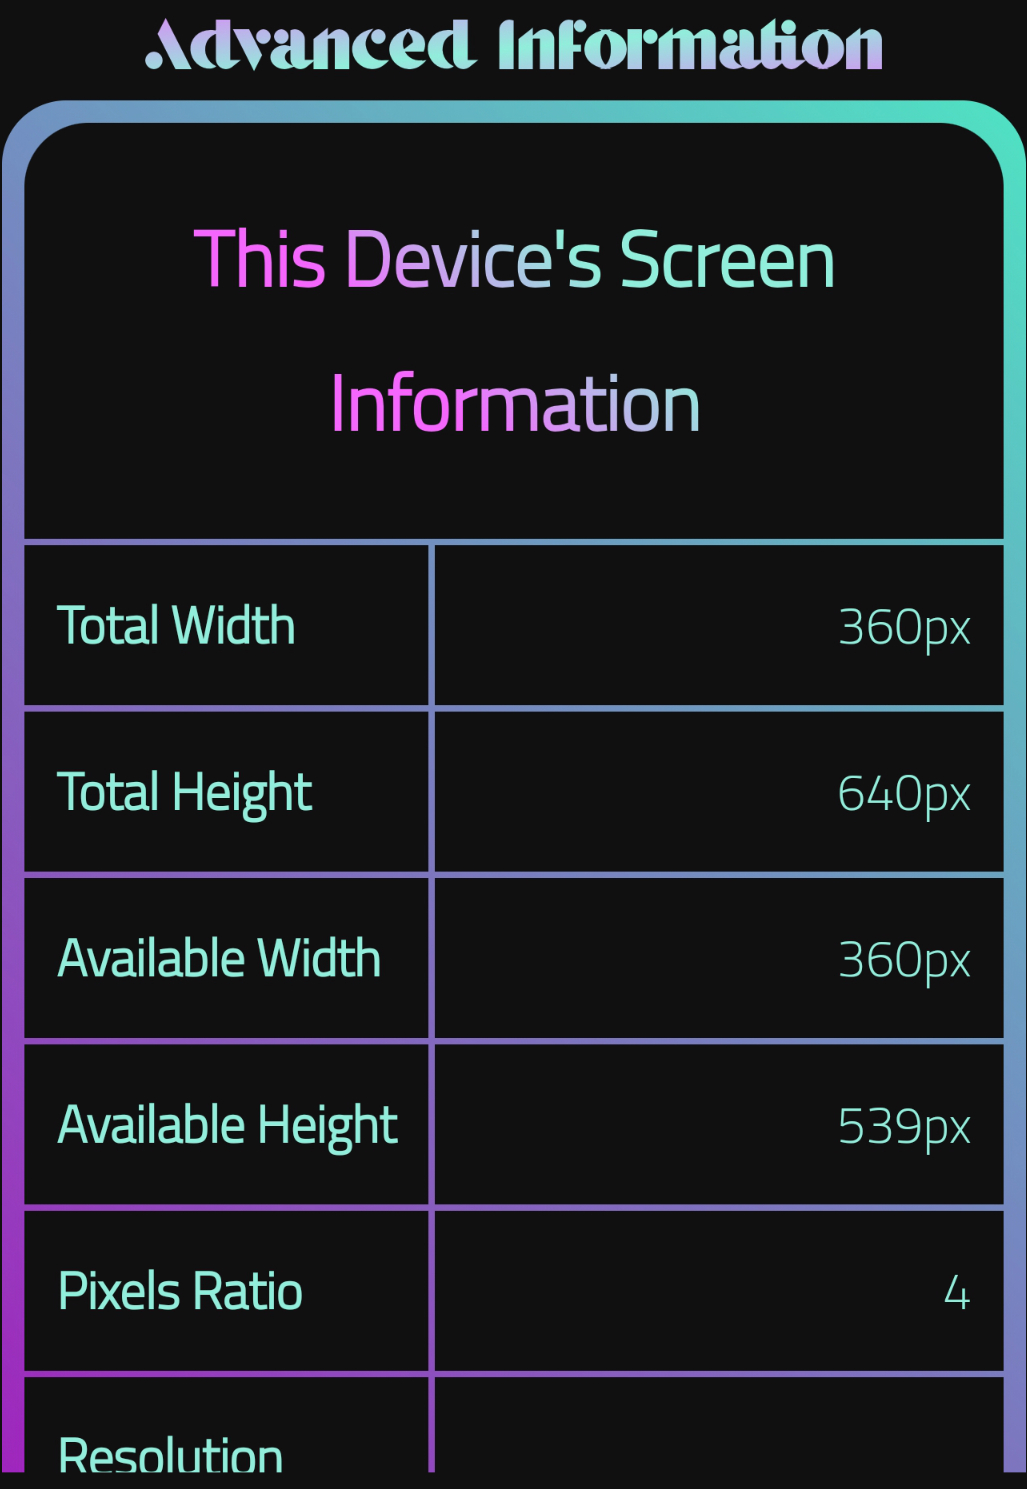 Advanced Information
This Device's Screen
Information
Total Width 360px
Total Height 640px
Available Width 360px
Available Height 539px
Pixels Ratio 4
Resolution